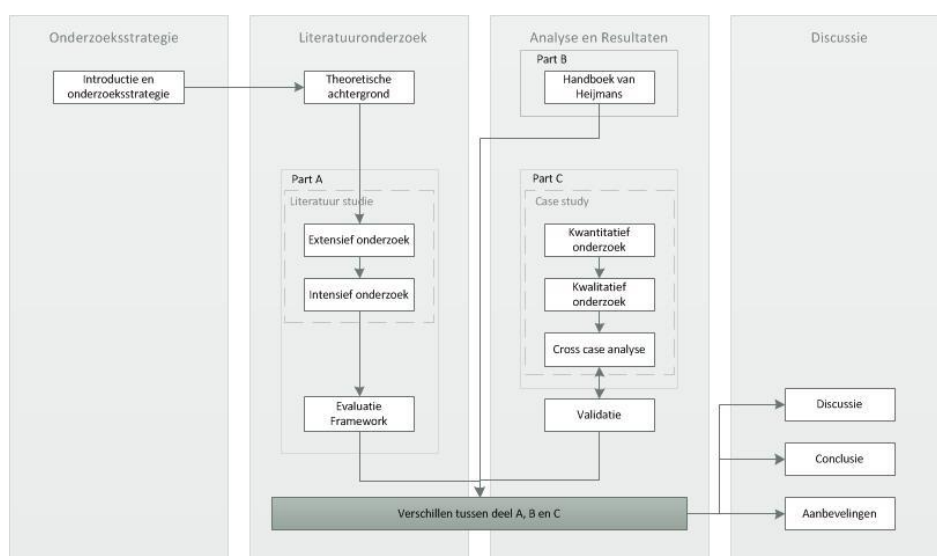 Onderzoeksstrategie
Introductie en
onderzoeksstrategie
Literatuuronderzoek
Theoretische
achtergrond
Part A
Literatuur studie
Extensief onderzoek
Intensief onderzoek
Evaluatie
Framework
Analyse en Resultaten
Part B
Handboek van
Heijmans
Part C
Case study
Kwantitatief
onderzoek
Kwalitatief
onderzoek
Cross case analyse
Validatie
Verschillen tussen deel A, B en C
Discussie
Discussie
Conclusie
Aanbevelingen